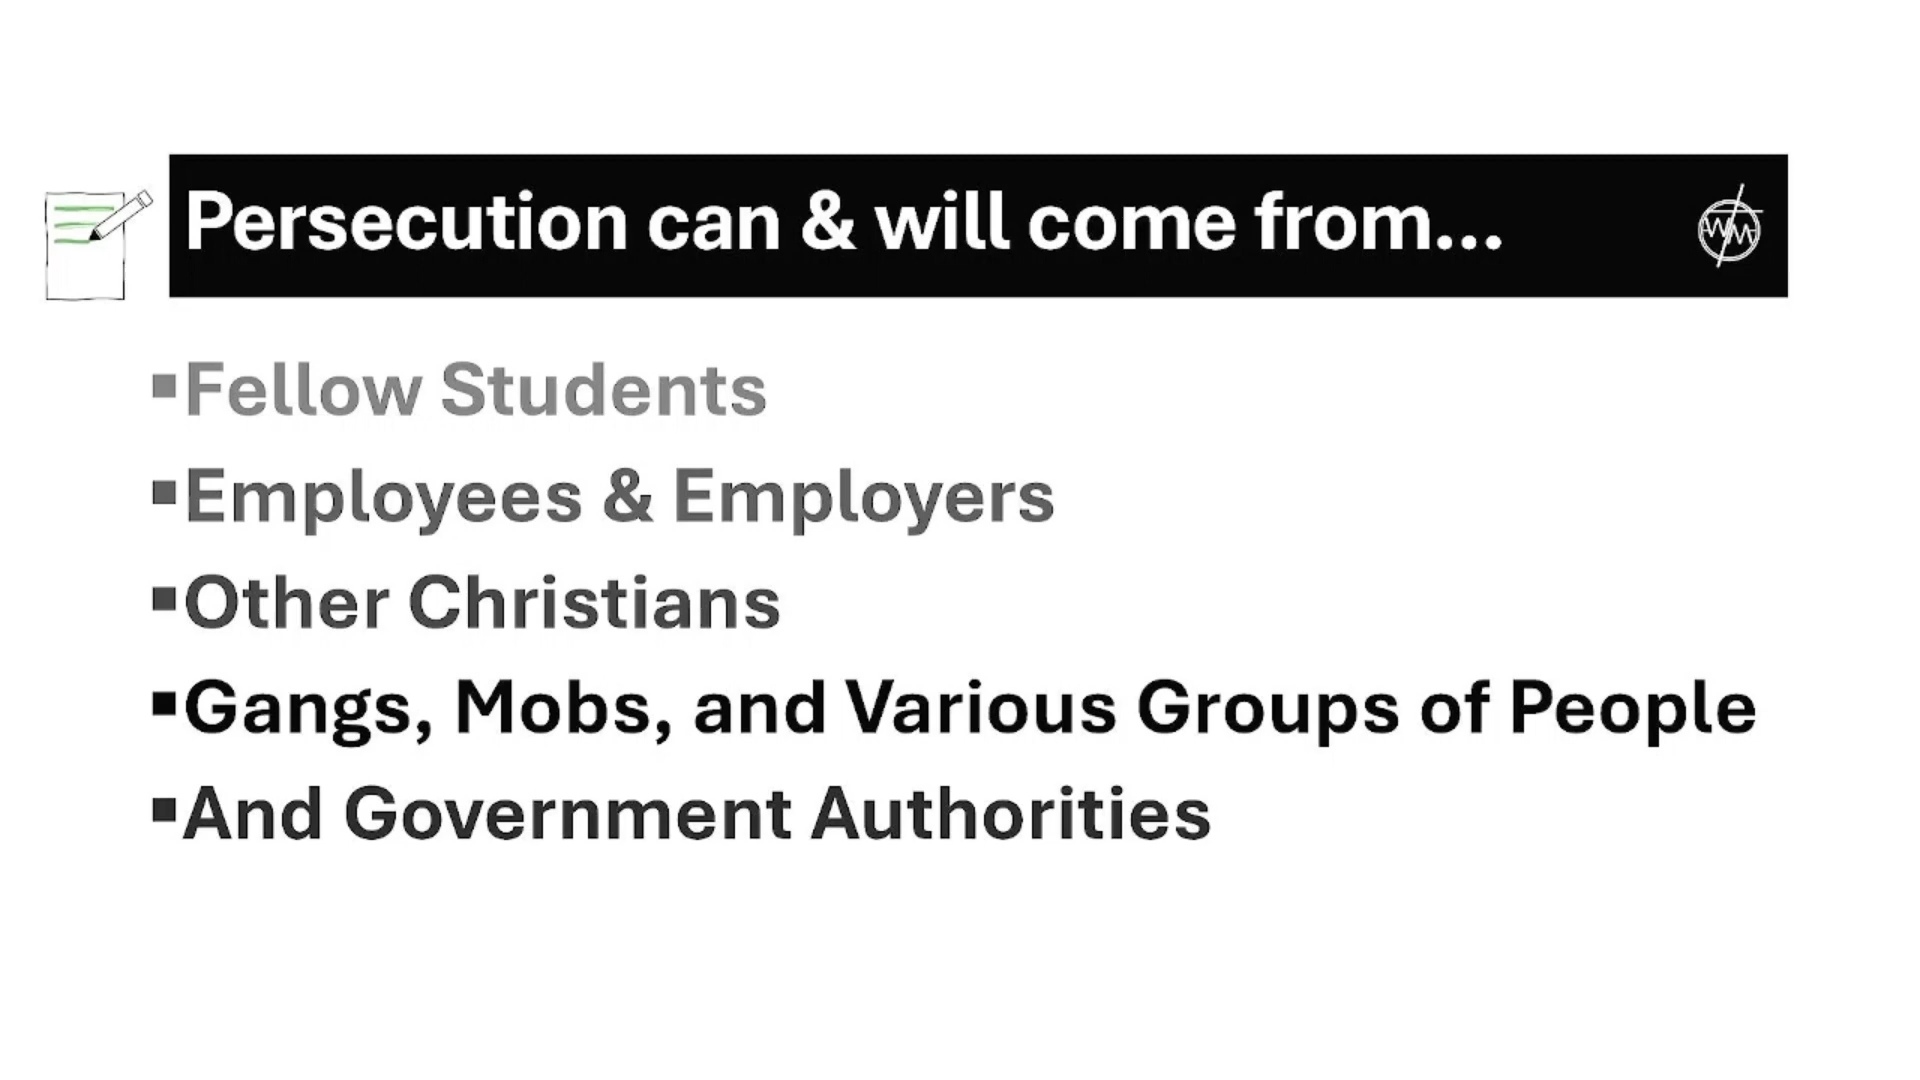 Persecution can & will come from...
WM
▪Fellow Students
▪Employees & Employers
▪Other Christians
▪Gangs, Mobs, and Various Groups of People
▪And Government Authorities